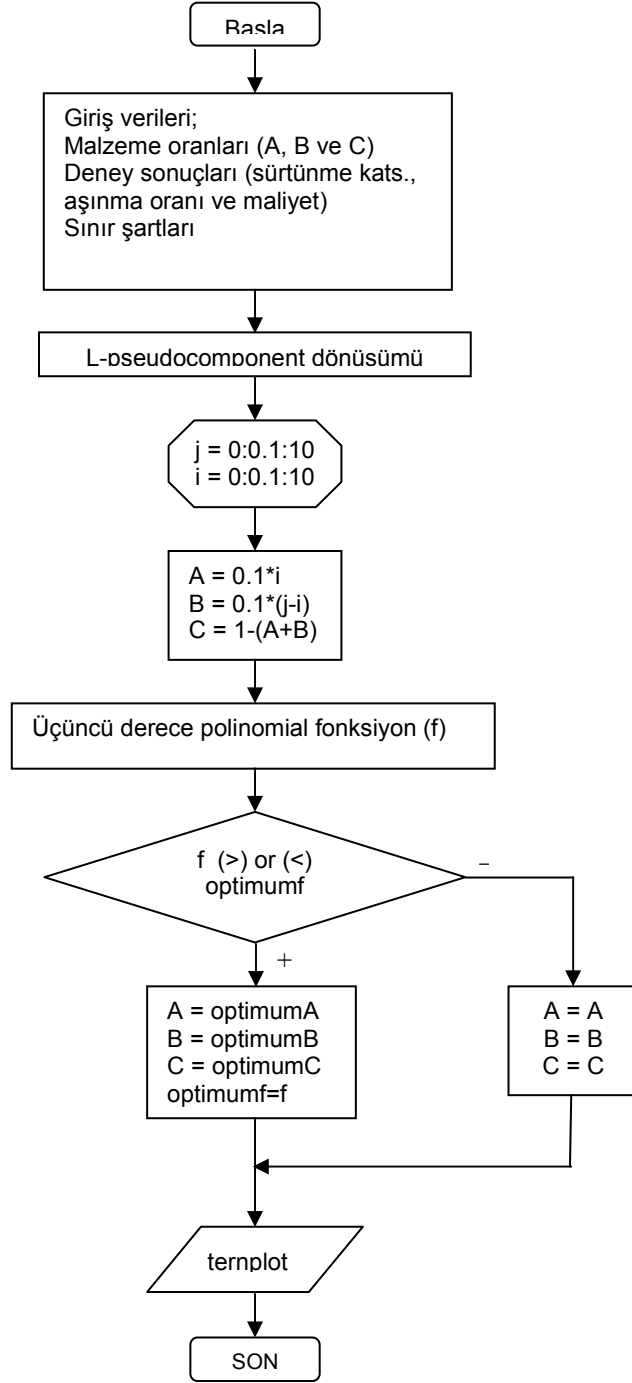 Başla
Giriş verileri;
Malzeme oranları (A, B ve C)
Deney sonuçları (sürtünme kats.,
aşınma oranı ve maliyet)
Sınır şartları
L-pseudocomponent dönüşümü
j = 0:0.1:10
i = 0:0.1:10
A = 0.1*i
B = 0.1*(j-i)
C = 1-(A+B)
Üçüncü derece polinomial fonksiyon (f)
f (>) or (<)
optimumf
−
+
A = optimumA
B = optimumB
C = optimumC
optimumf=f
A = A
B = B
C = C
ternplot
SON